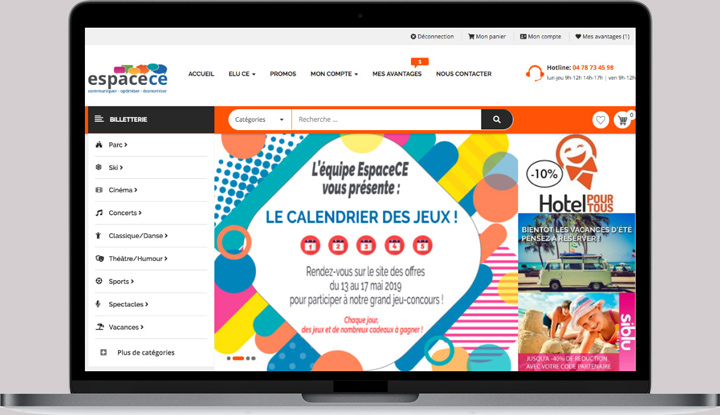 Déconnection
Mon panier
Mon compte
Mes avantages (1)
espacece
communiquer - optimiser - économiser
ACCUEIL
ELU CE
PROMOS
MON COMPTE
MES AVANTAGES
1
NOUS CONTACTER
Hotline: 04 78 73 45 98
lun-jeu 9h-12h 14h-17h | ven 9h-12h
BILLETTERIE
Catégories
Recherche ...
0
Parc
Ski
Cinéma
Concerts
Classique/Danse
Théâtre/Humour
Sports
Spectacles
Vacances
Plus de catégories
L'équipe EspaceCE
vous présente :
LE CALENDRIER DES JEUX !
Rendez-vous sur le site des offres
du 13 au 17 mai 2019
pour participer à notre grand jeu-concours !
Chaque jour,
des jeux et de nombreux cadeaux à gagner !
-10%
Hotel POUR
TOUS
BIENTÔT LES VACANCES D'ÉTÉ
PENSEZ À RÉSERVER !
siblu
JUSQU'À -40% DE RÉDUCTION
AVEC VOTRE CODE PARTENAIRE